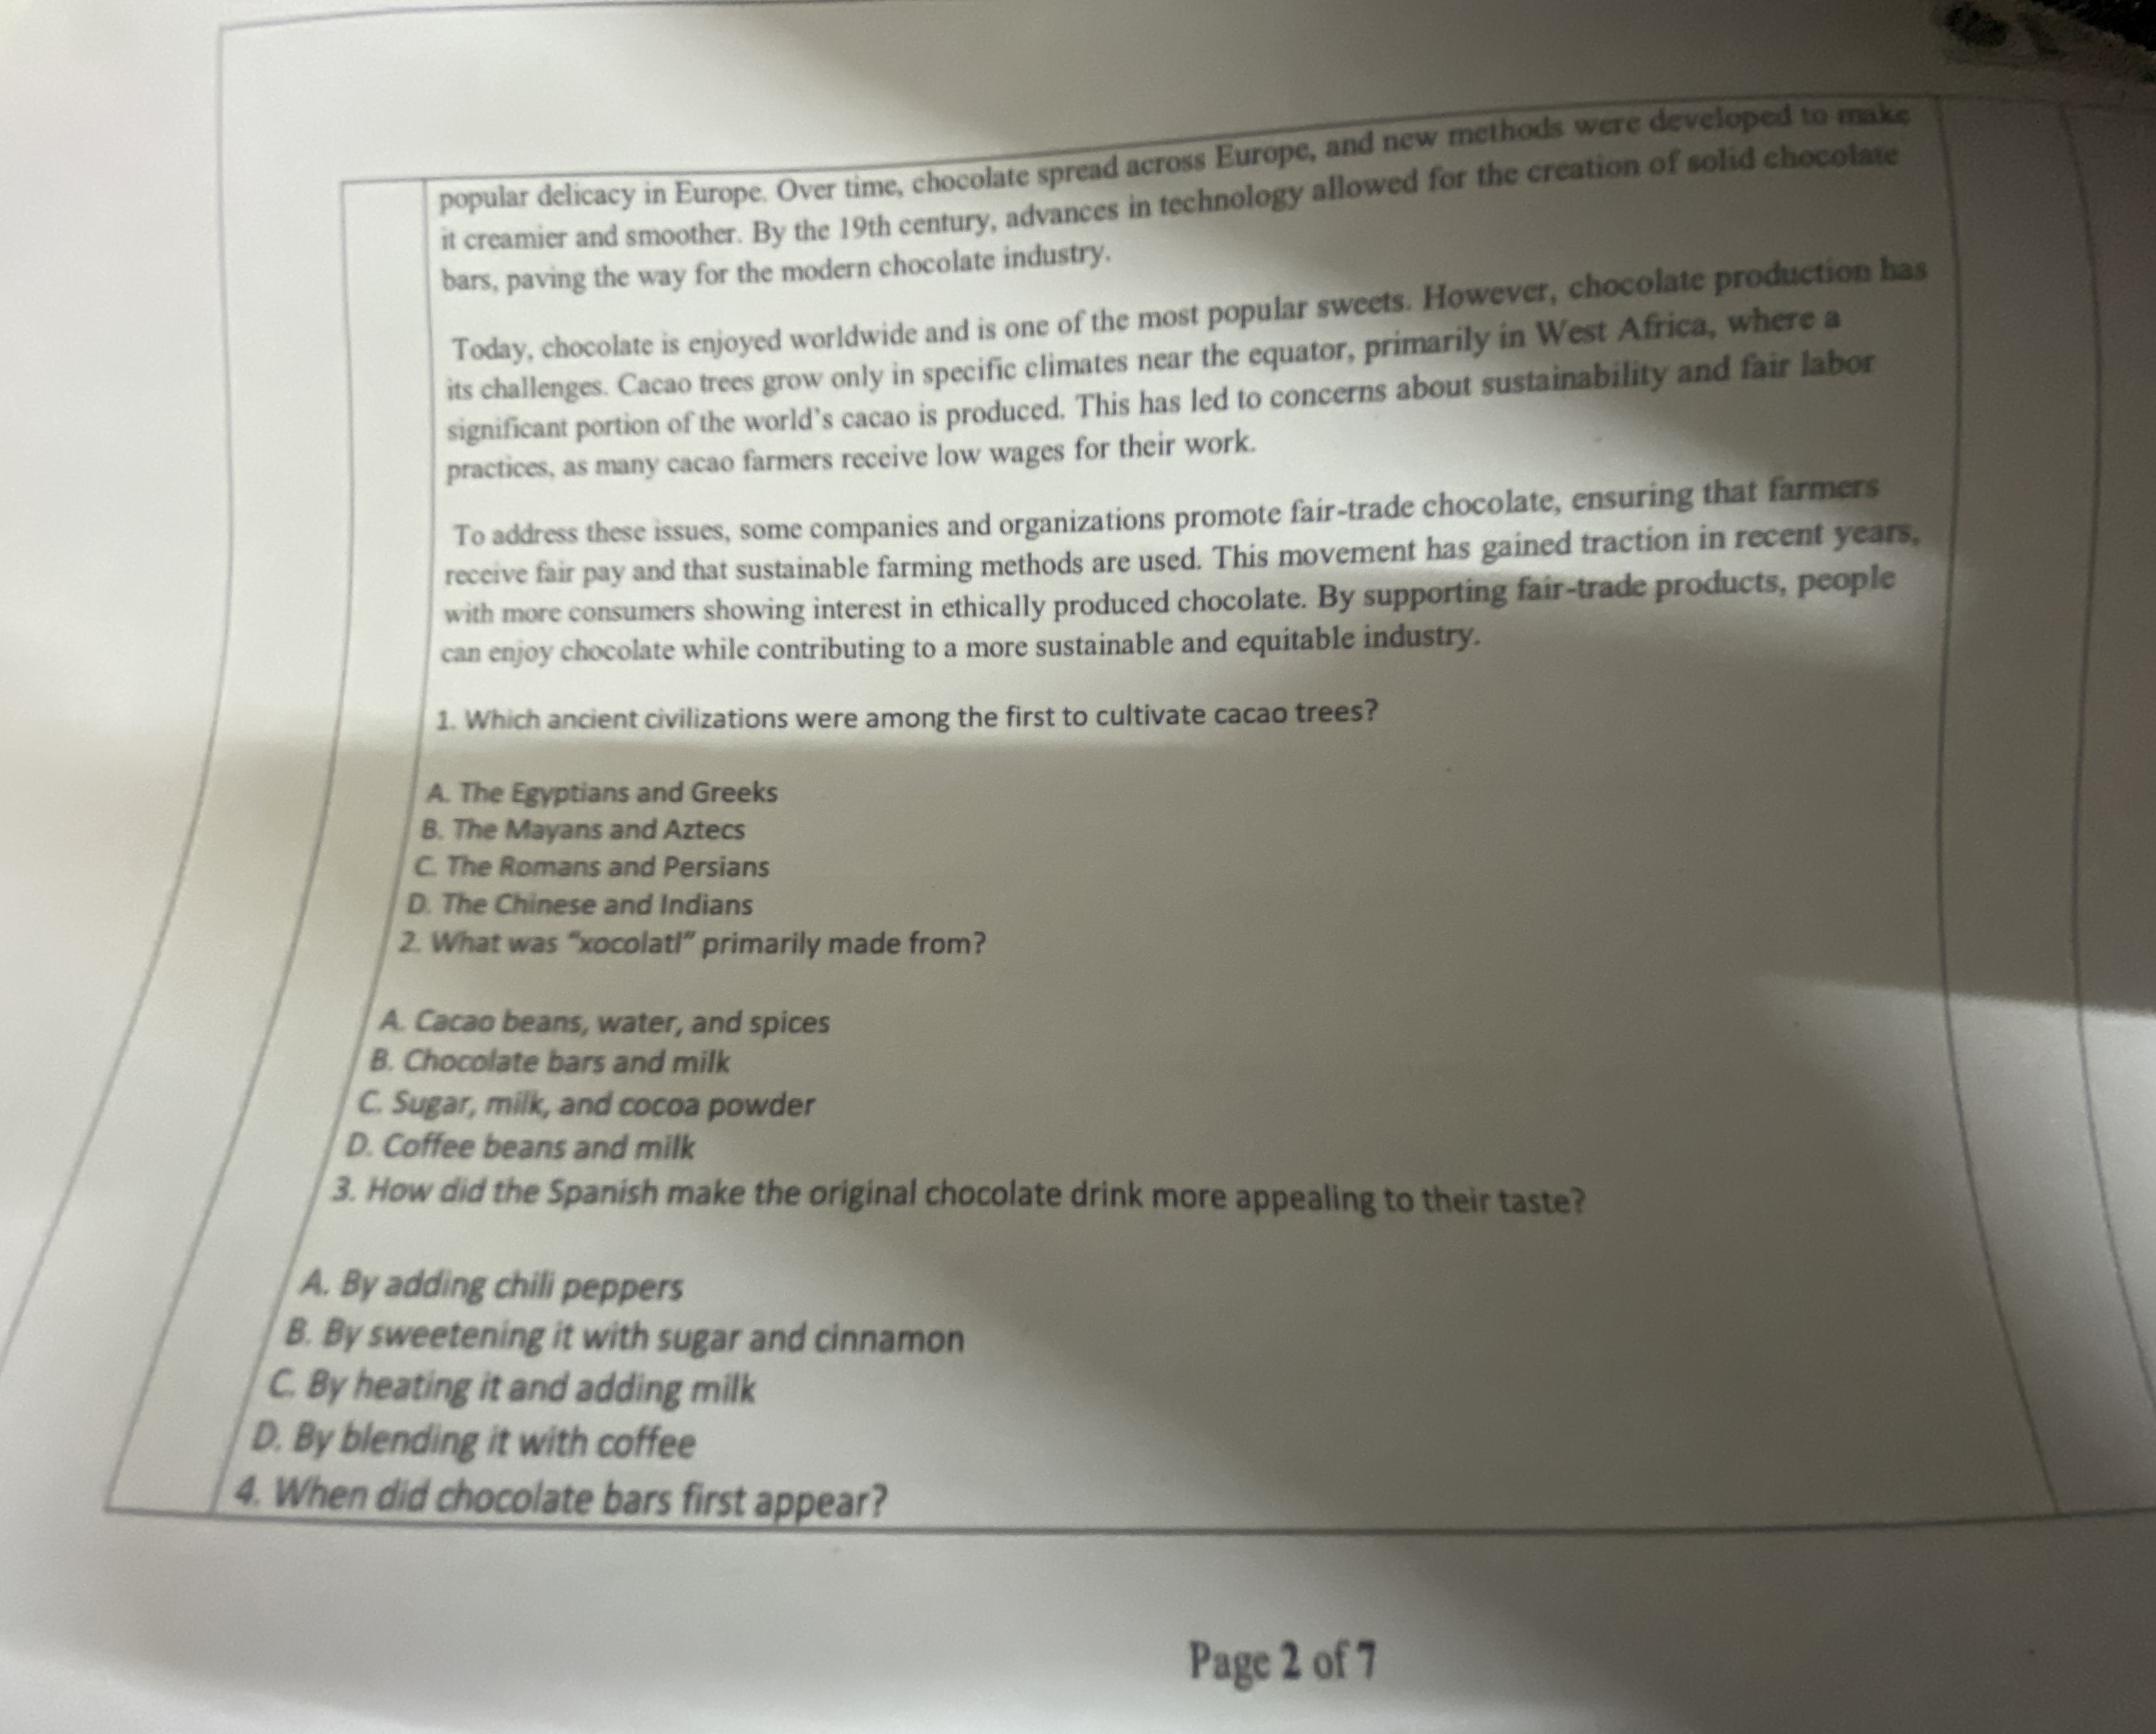 popular delicacy in Europe. Over time, chocolate spread across Europe, and new methods were developed to make
it creamier and smoother. By the 19th century, advances in technology allowed for the creation of solid chocolate
bars, paving the way for the modern chocolate industry.
Today, chocolate is enjoyed worldwide and is one of the most popular sweets. However, chocolate production has
its challenges. Cacao trees grow only in specific climates near the equator, primarily in West Africa, where a
significant portion of the world's cacao is produced. This has led to concerns about sustainability and fair labor
practices, as many cacao farmers receive low wages for their work.
To address these issues, some companies and organizations promote fair-trade chocolate, ensuring that farmers
receive fair pay and that sustainable farming methods are used. This movement has gained traction in recent years,
with more consumers showing interest in ethically produced chocolate. By supporting fair-trade products, people
can enjoy chocolate while contributing to a more sustainable and equitable industry.
1. Which ancient civilizations were among the first to cultivate cacao trees?
A. The Egyptians and Greeks
B. The Mayans and Aztecs
C. The Romans and Persians
D. The Chinese and Indians
2. What was “xocolatl” primarily made from?
A. Cacao beans, water, and spices
B. Chocolate bars and milk
C. Sugar, milk, and cocoa powder
D. Coffee beans and milk
3. How did the Spanish make the original chocolate drink more appealing to their taste?
A. By adding chili peppers
B. By sweetening it with sugar and cinnamon
C. By heating it and adding milk
D. By blending it with coffee
4. When did chocolate bars first appear?
Page 2 of 7